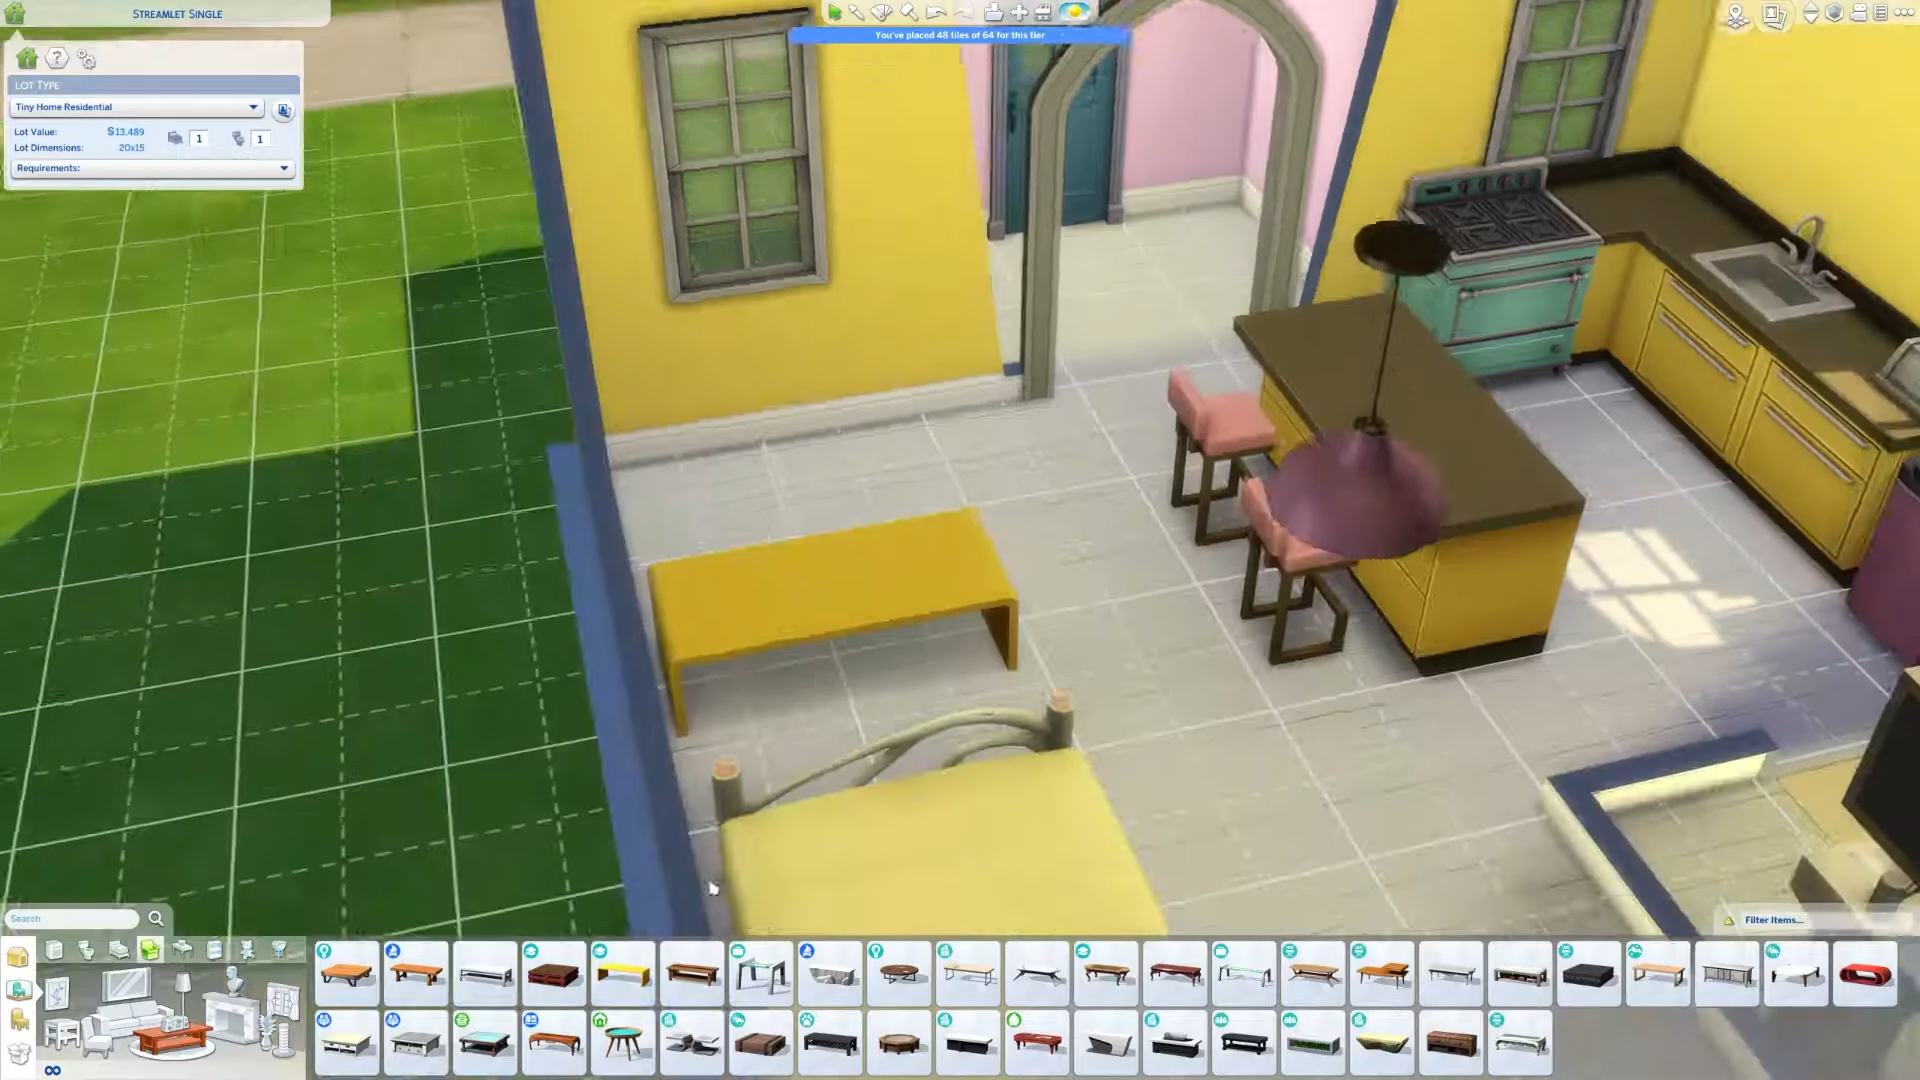 STREAMLET SINGLE
You've placed 48 tiles of 64 for this tier
LOT TYPE
Tiny Home Residential
Lot Value: §13,489
1
1
Lot Dimensions: 20x15
Requirements:
Search
Filter Items...